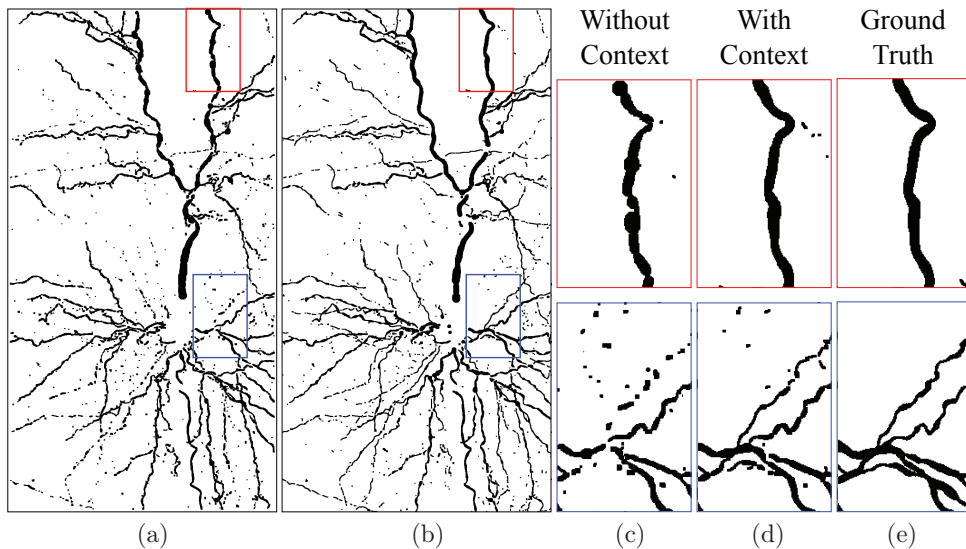 Without Context
With Context
Ground Truth
(a)
(b)
(c)
(d)
(e)